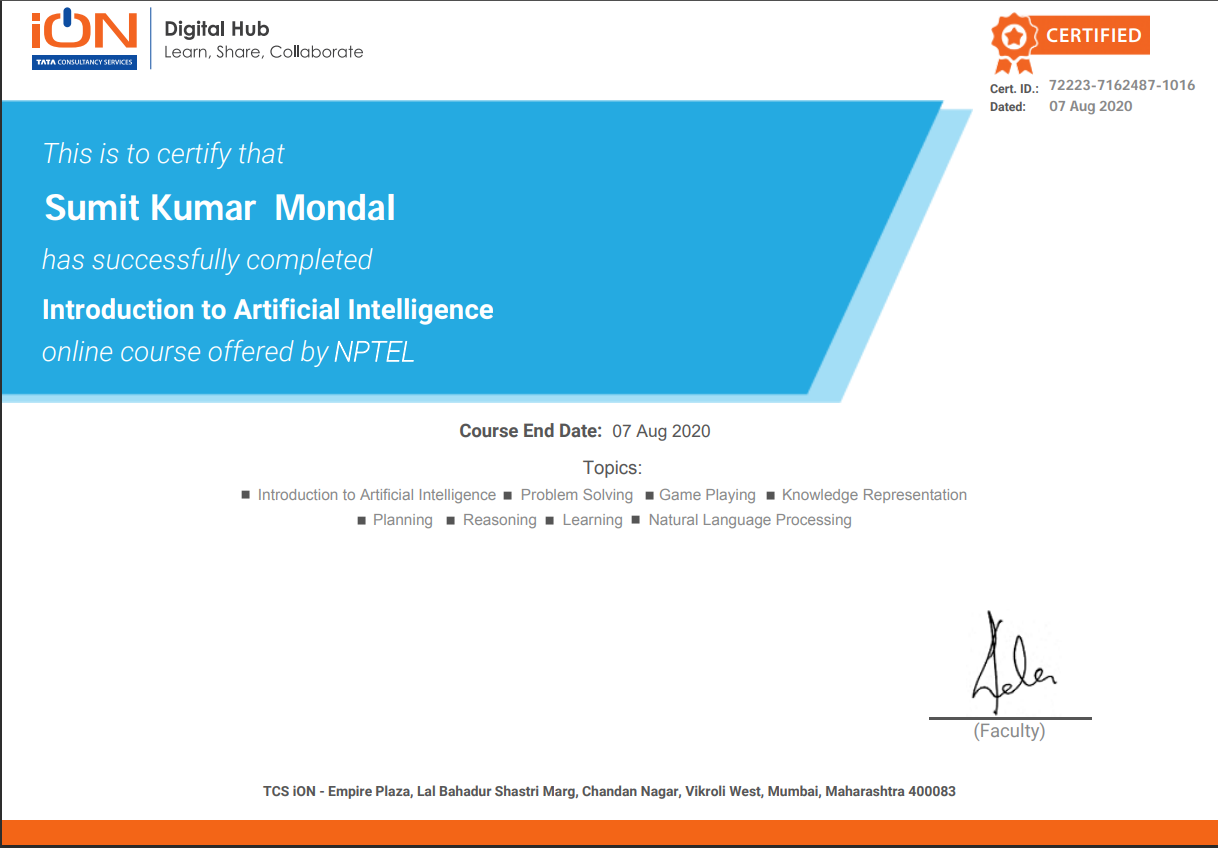 iON
TATA CONSULTANCY SERVICES
Digital Hub
Learn, Share, Collaborate
CERTIFIED
Cert. ID.: 72223-7162487-1016
Dated: 07 Aug 2020
This is to certify that
Sumit Kumar Mondal
has successfully completed
Introduction to Artificial Intelligence
online course offered by NPTEL
Course End Date: 07 Aug 2020
Topics:
■ Introduction to Artificial Intelligence ■ Problem Solving ■ Game Playing ■ Knowledge Representation
■ Planning ■ Reasoning ■ Learning ■ Natural Language Processing
(Faculty)
TCS iON - Empire Plaza, Lal Bahadur Shastri Marg, Chandan Nagar, Vikroli West, Mumbai, Maharashtra 400083